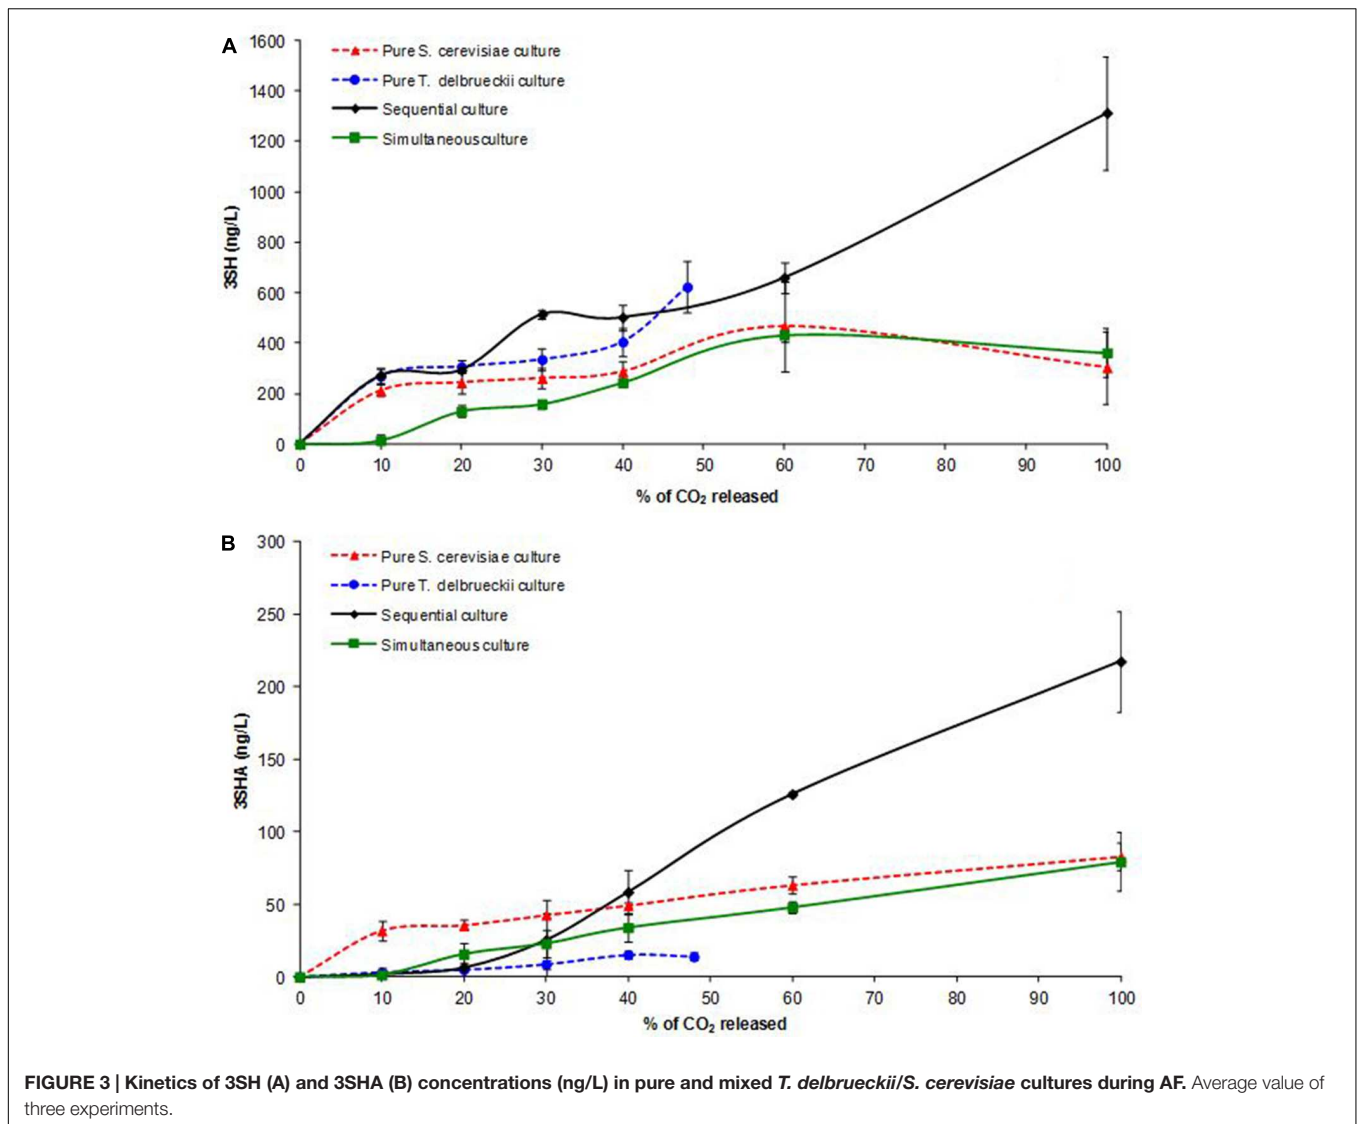 A
1600
1400
1200
1000
800
600
400
200
0
3SH (ng/L)
Pure S. cerevisiae culture
Pure T. delbrueckii culture
Sequential culture
Simultaneous culture
0 10 20 30 40 50 60 70 80 90 100
% of CO₂ released
B
300
250
200
150
100
50
0
3SHA (ng/L)
Pure S. cerevisiae culture
Pure T. delbrueckii culture
Sequential culture
Simultaneous culture
0 10 20 30 40 50 60 70 80 90 100
% of CO₂ released
FIGURE 3 | Kinetics of 3SH (A) and 3SHA (B) concentrations (ng/L) in pure and mixed T. delbrueckii/S. cerevisiae cultures during AF. Average value of
three experiments.